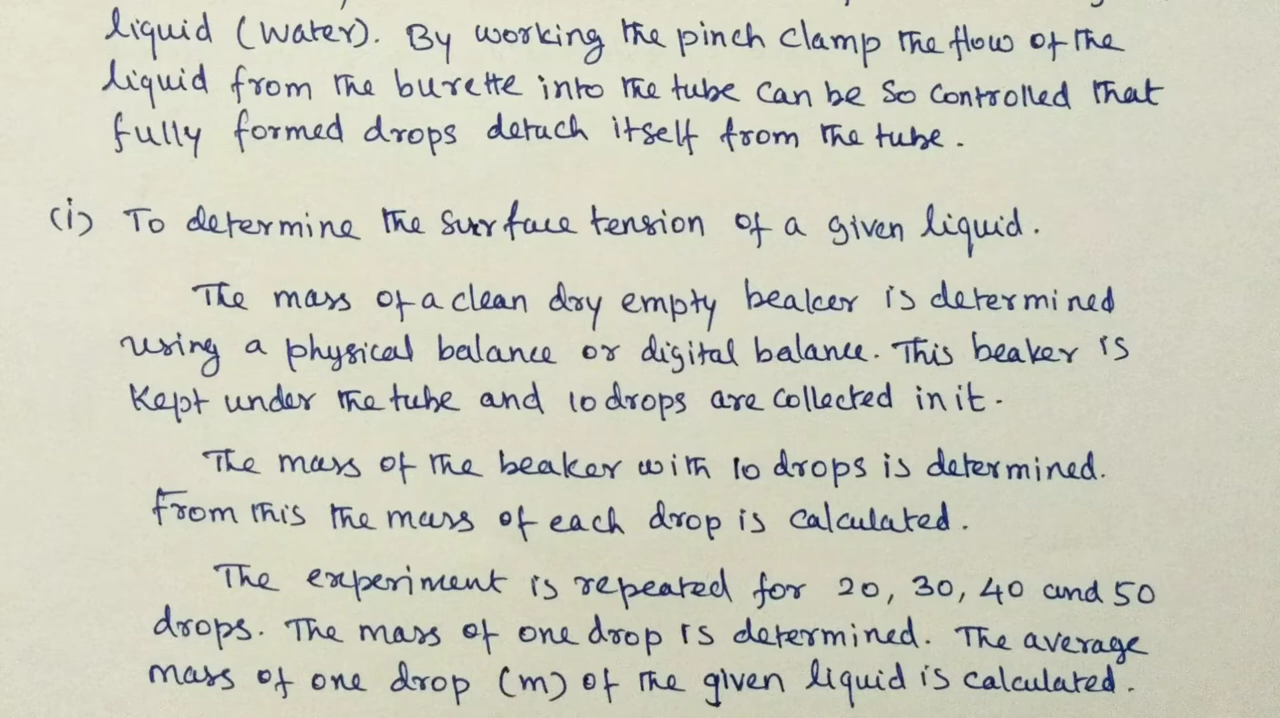 liquid (water). By working the pinch clamp the flow of the
liquid from the burette into the tube can be so controlled that
fully formed drops detach itself from the tube.
(i) To determine the surface tension of a given liquid.
The mass of a clean dry empty beaker is determined
using a physical balance or digital balance. This beaker is
kept under the tube and 10 drops are collected in it.
The mass of the beaker with 10 drops is determined.
From this the mass of each drop is calculated.
The experiment is repeated for 20, 30, 40 and 50
drops. The mass of one drop is determined. The average
mass of one drop (m) of the given liquid is calculated.